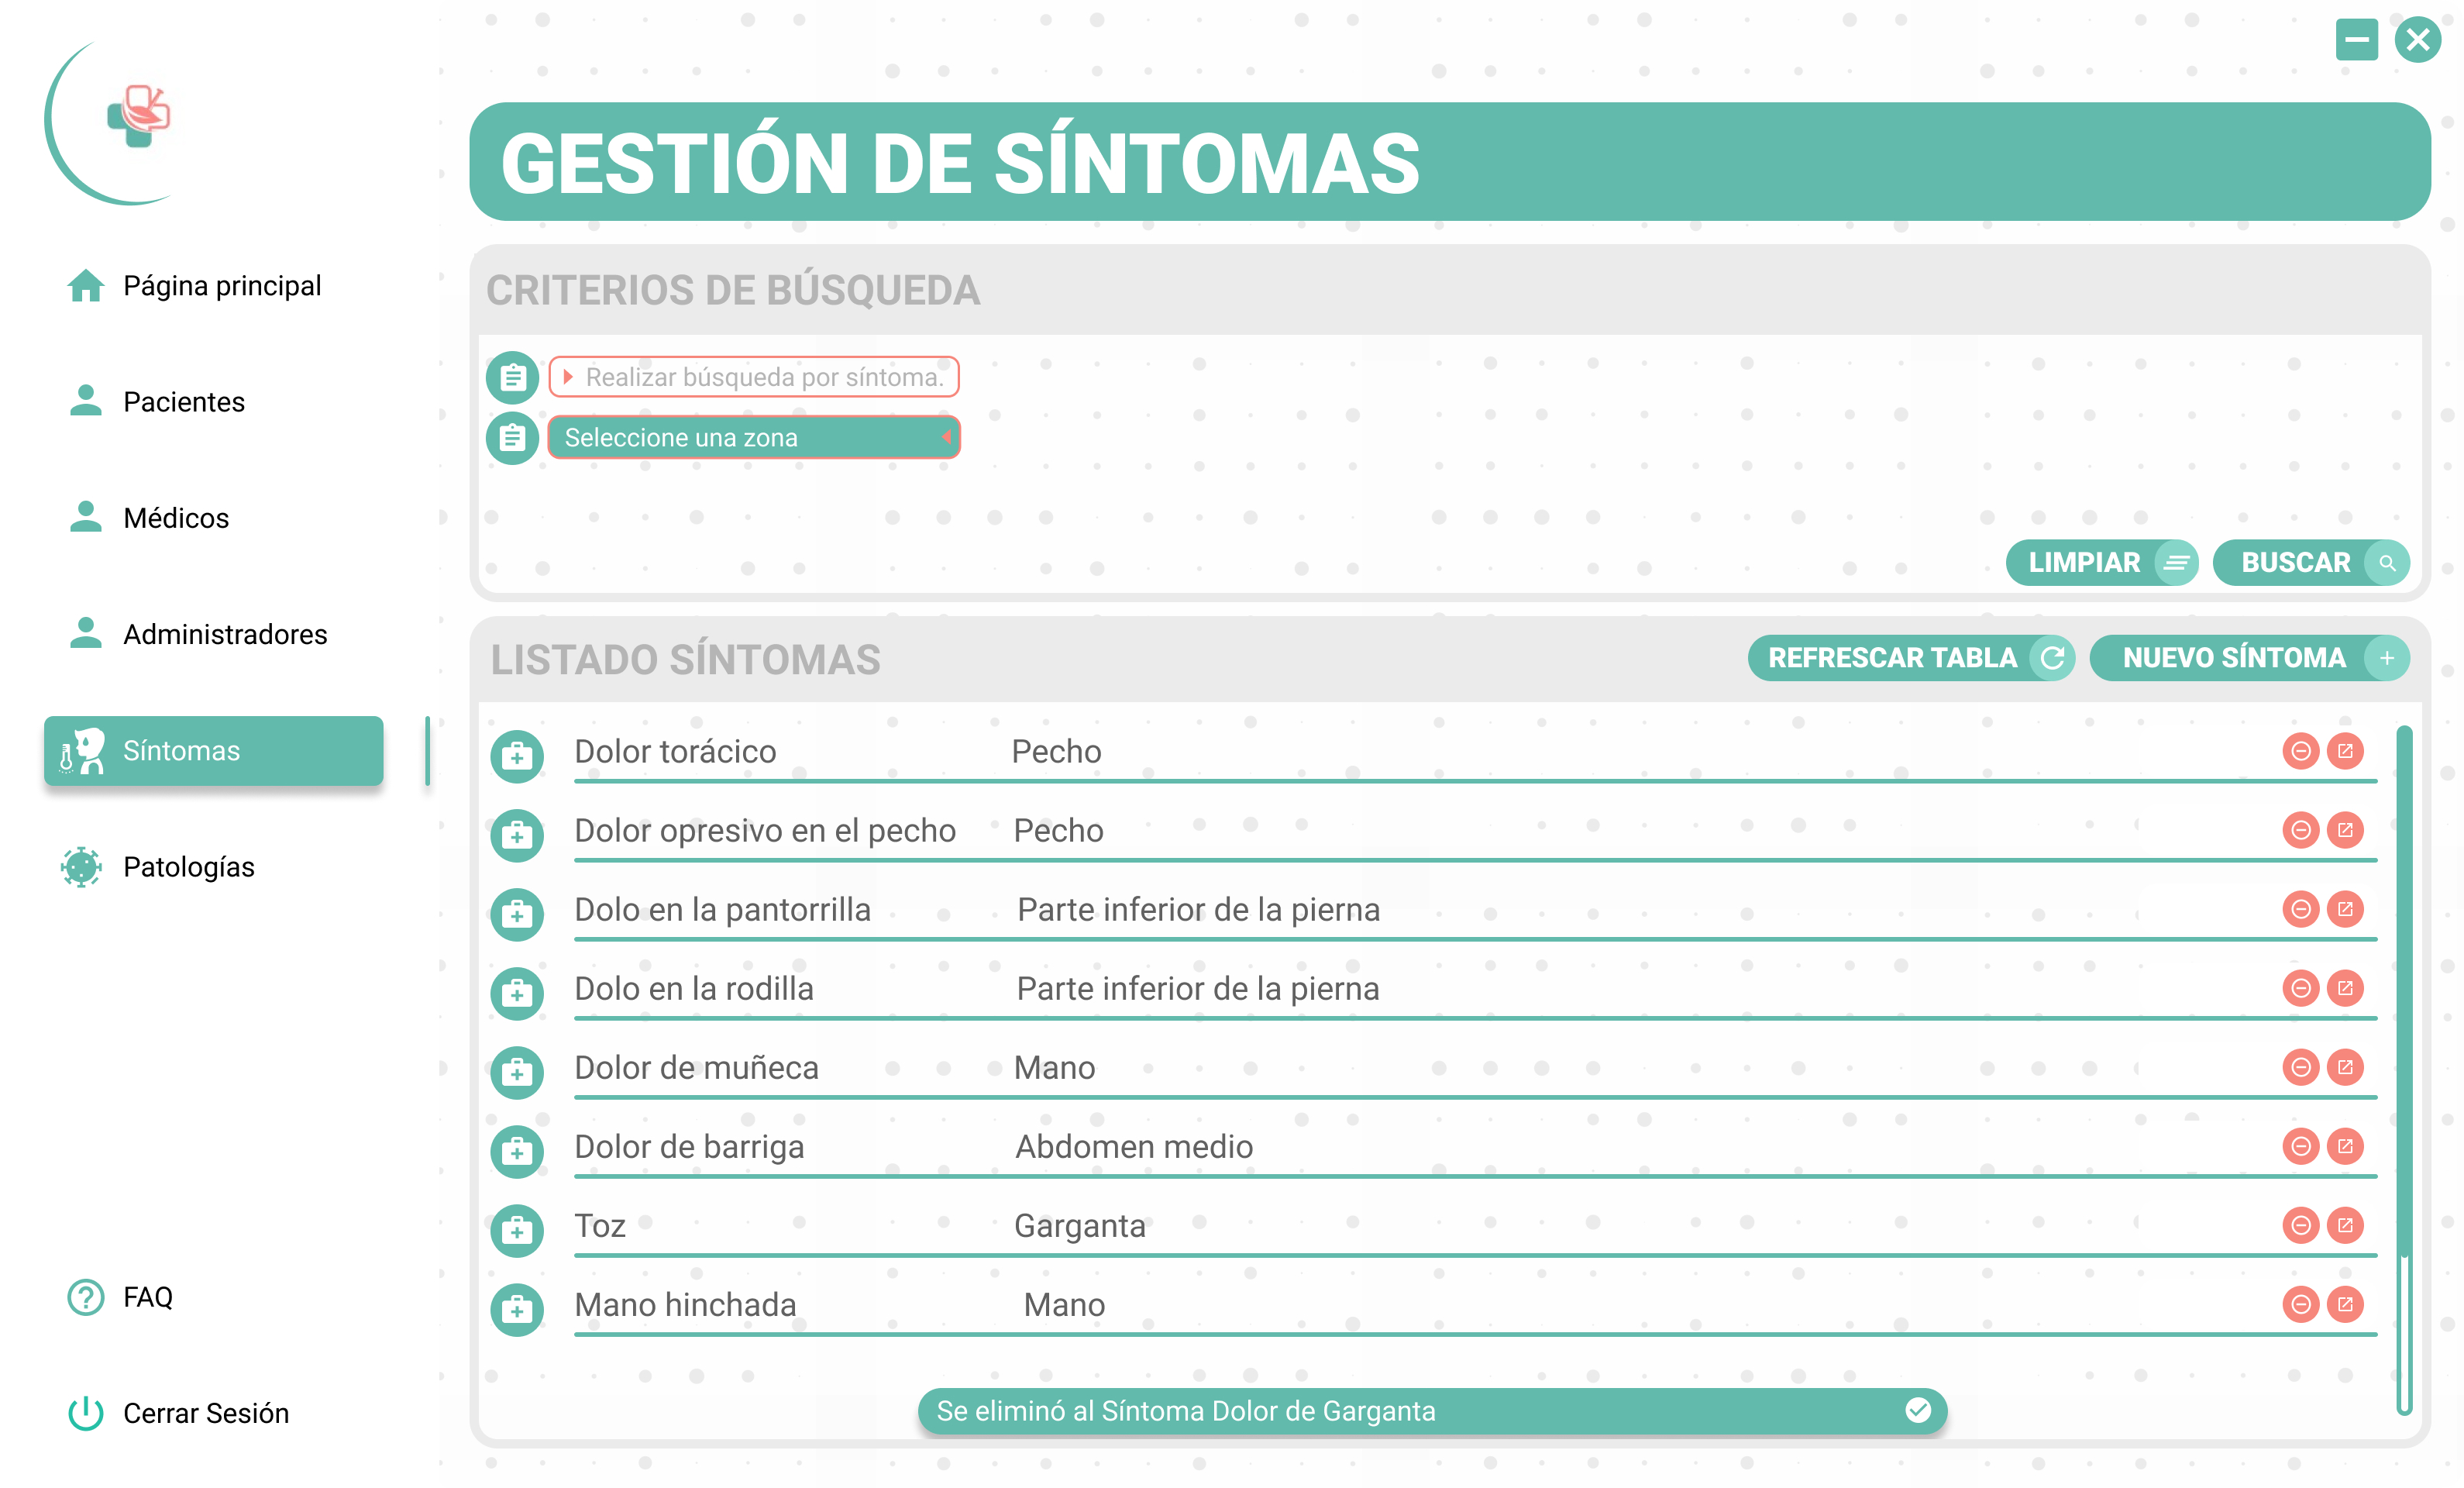 GESTIÓN DE SÍNTOMAS
Página principal
Pacientes
Médicos
Administradores
Síntomas
Patologías
FAQ
Cerrar Sesión
CRITERIOS DE BÚSQUEDA
Realizar búsqueda por síntoma.
Seleccione una zona
LIMPIAR
BUSCAR
LISTADO SÍNTOMAS
REFRESCAR TABLA
NUEVO SÍNTOMA
Dolor torácico Pecho
Dolor opresivo en el pecho Pecho
Dolo en la pantorrilla Parte inferior de la pierna
Dolo en la rodilla Parte inferior de la pierna
Dolor de muñeca Mano
Dolor de barriga Abdomen medio
Toz Garganta
Mano hinchada Mano
Se eliminó al Síntoma Dolor de Garganta